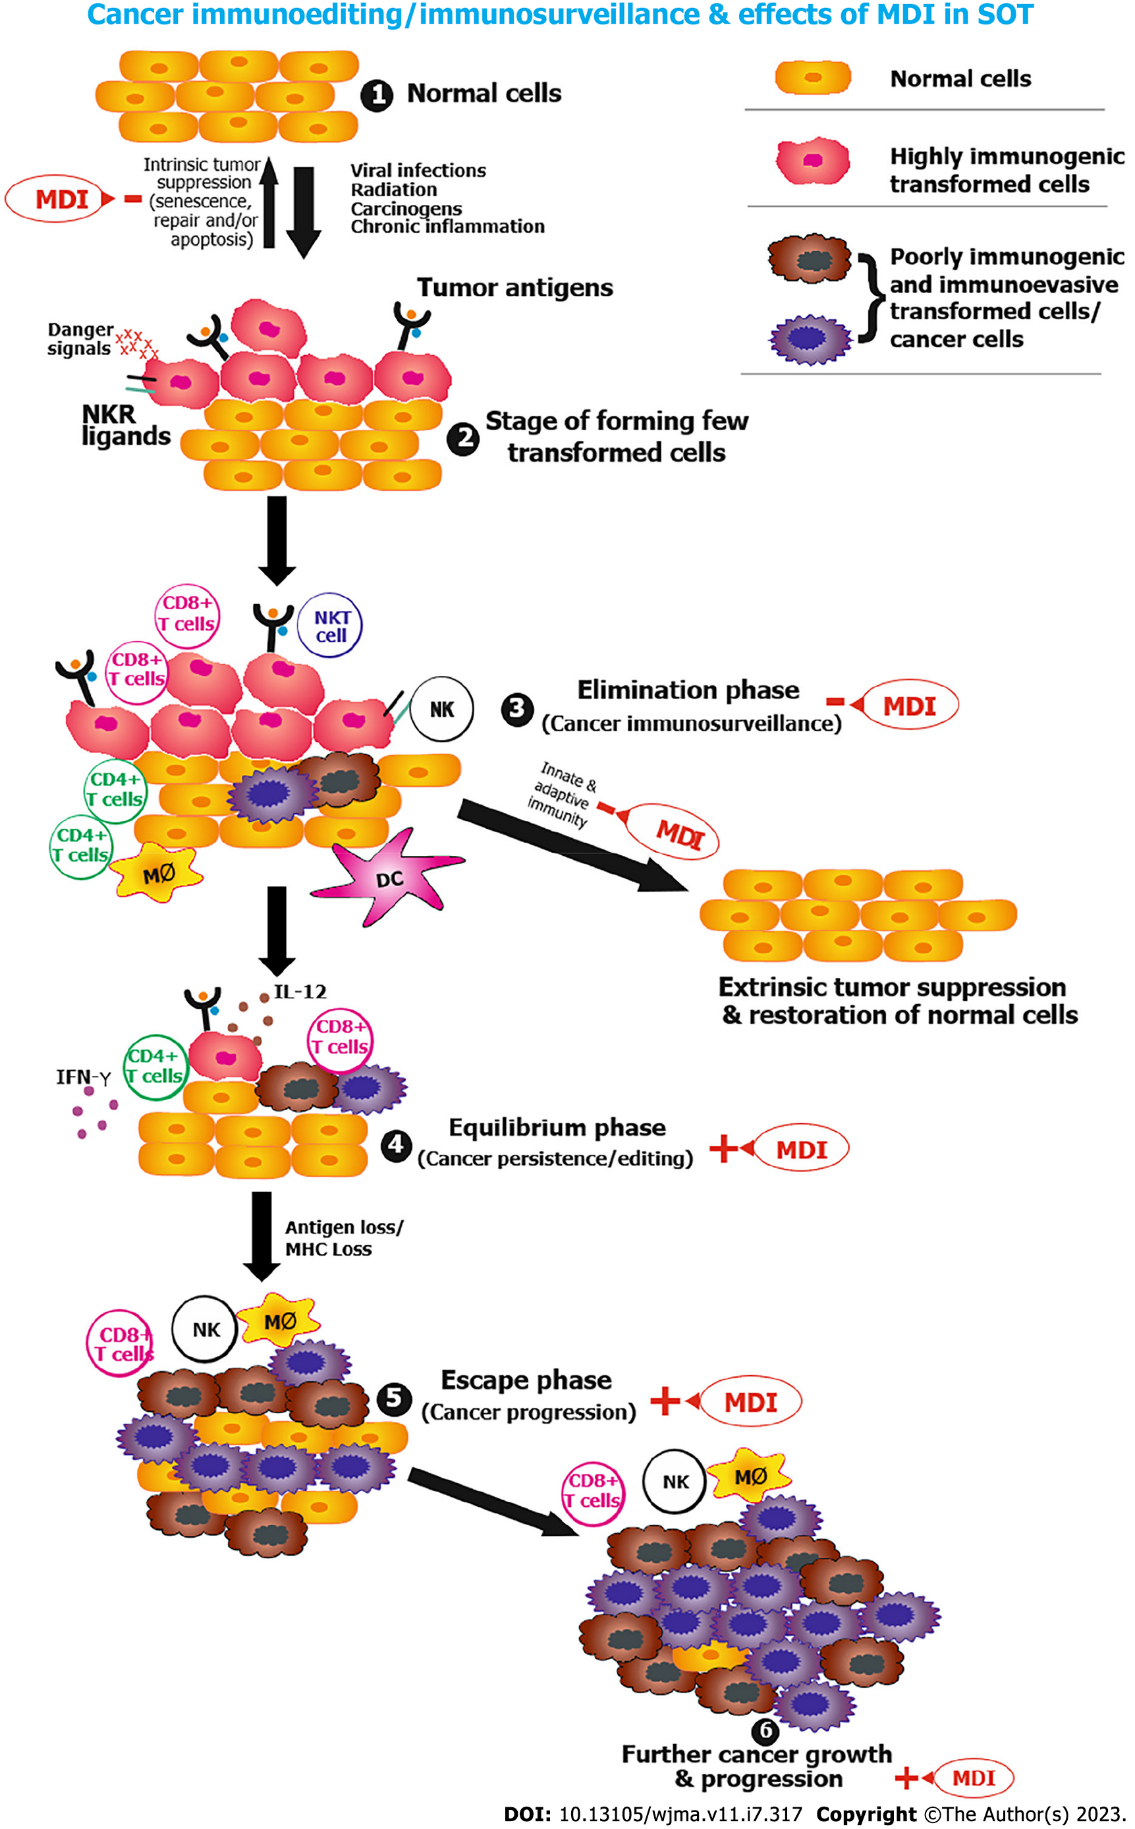 Cancer immunoediting/immunosurveillance & effects of MDI in SOT
1 Normal cells
Normal cells
Highly immunogenic
transformed cells
Poorly immunogenic
and immunoevasive
transformed cells/
cancer cells
MDI
Intrinsic tumor
suppression
(senescence,
repair and/or
apoptosis)
Viral infections
Radiation
Carcinogens
Chronic inflammation
Tumor antigens
Danger
signals
xxxxxxxxxx
NKR
ligands
2 Stage of forming few
transformed cells
CD8+
T cells
NKT
cell
CD8+
T cells
NK
3 Elimination phase
(Cancer immunosurveillance)
- MDI
CD4+
T cells
CD4+
T cells
MØ
DC
Innate &
adaptive
immunity
- MDI
Extrinsic tumor suppression
& restoration of normal cells
IL-12
CD8+
T cells
CD4+
T cells
IFN-γ
4 Equilibrium phase
(Cancer persistence/editing)
+ MDI
Antigen loss/
MHC Loss
CD8+
T cells
NK
MØ
5 Escape phase
(Cancer progression)
+ MDI
CD8+
T cells
NK
MØ
6
Further cancer growth
& progression
+ MDI
DOI: 10.13105/wjma.v11.i7.317 Copyright ©The Author(s) 2023.